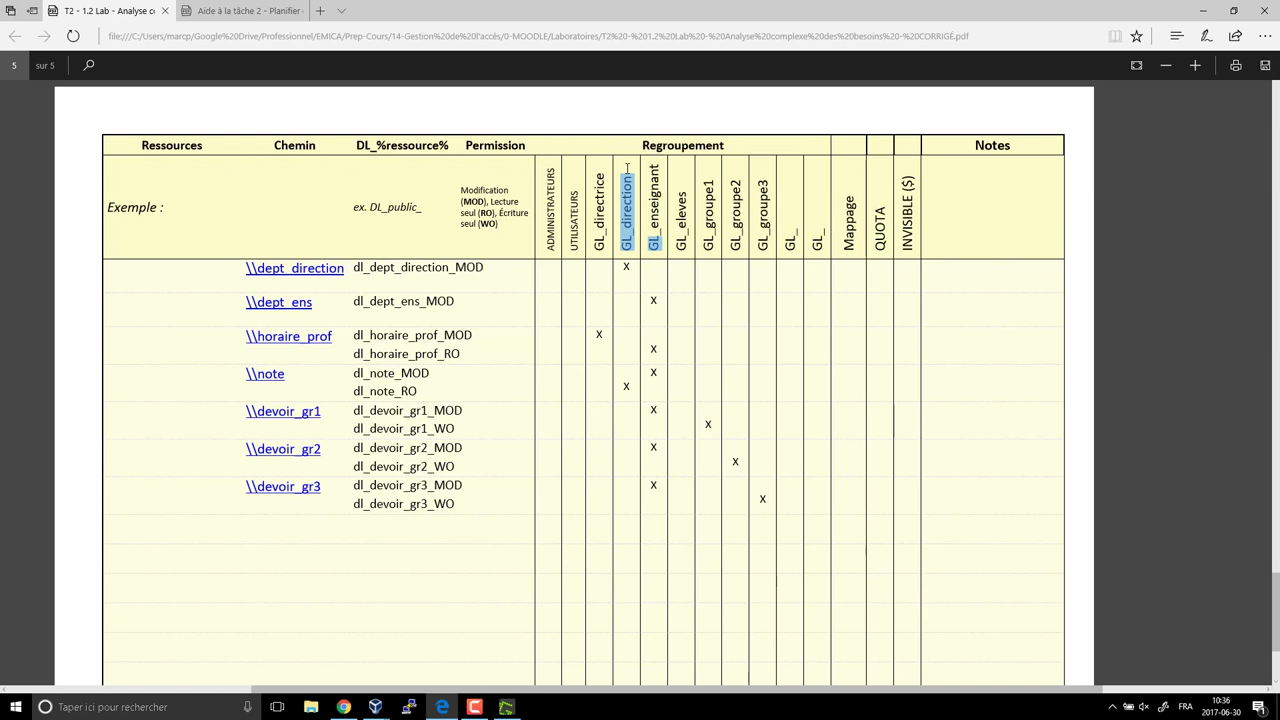 T2 - 1.2 Lab - Analyse c
Aide à la tâche 2 - Planifier
file:///C:/Users/marcp/Google%20Drive/Professionnel/EMICA/Prep-Cours/14-Gestion%20de%20l'accés/0-MOODLE/Laboratoires/T2%20-%201.2%20Lab%20-%20Analyse%20complexe%20des%20besoins%20-%20CORRIGÉ.pdf
5 sur 5
Ressources Chemin DL_%ressource% Permission Regroupement Notes
Exemple : ex. DL_public_
Modification
(MOD), Lecture
seul (RO), Écriture
seul (WO)
ADMINISTRATEURS
UTILISATEURS
GL_directrice
GL_direction
GL_enseignant
GL_eleves
GL_groupe1
GL_groupe2
GL_groupe3
GL_
GL_
Mappage
QUOTA
INVISIBLE ($)
\\dept_direction dl_dept_direction_MOD X
\\dept_ens dl_dept_ens_MOD X
\\horaire_prof dl_horaire_prof_MOD X
dl_horaire_prof_RO X
\\note dl_note_MOD X
dl_note_RO X
\\devoir_gr1 dl_devoir_gr1_MOD X
dl_devoir_gr1_WO X
\\devoir_gr2 dl_devoir_gr2_MOD X
dl_devoir_gr2_WO X
\\devoir_gr3 dl_devoir_gr3_MOD X
dl_devoir_gr3_WO X
Taper ici pour rechercher
FRA
10:36
2017-06-30